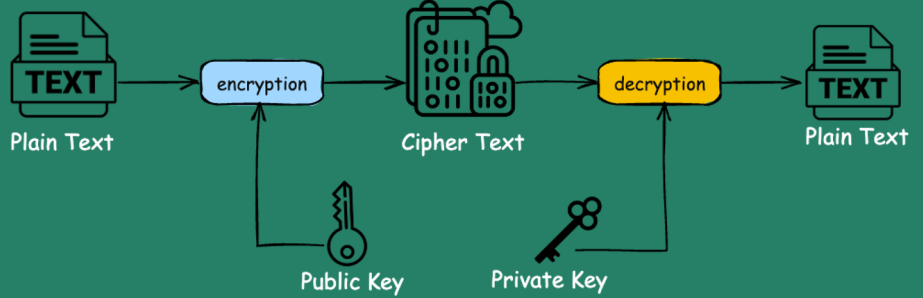 TEXT
Plain Text
encryption
Cipher Text
decryption
TEXT
Plain Text
Public Key
Private Key